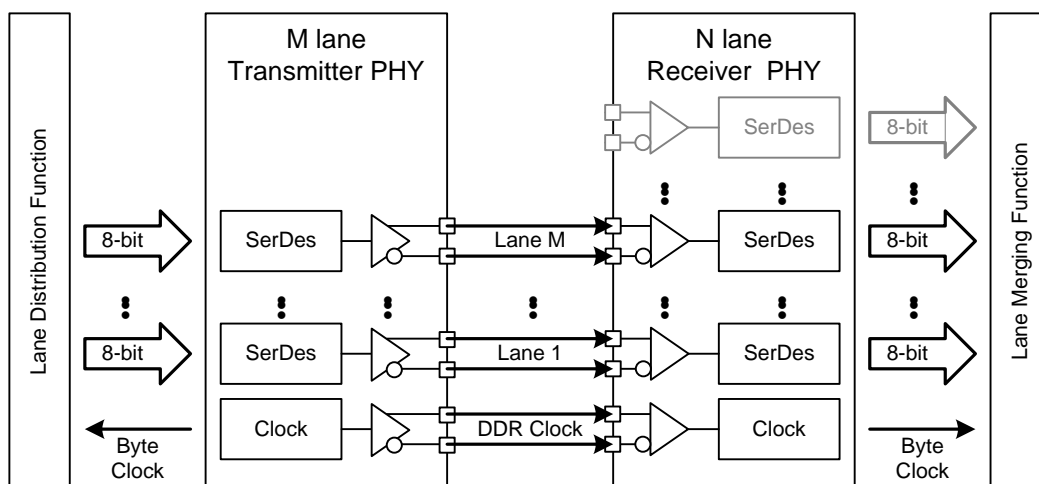 M lane
Transmitter PHY
N lane
Receiver PHY
Lane Distribution Function
Lane Merging Function
SerDes
8-bit
8-bit
SerDes
Lane M
SerDes
8-bit
8-bit
SerDes
Lane 1
SerDes
8-bit
Byte
Clock
Clock
DDR Clock
Clock
Byte
Clock